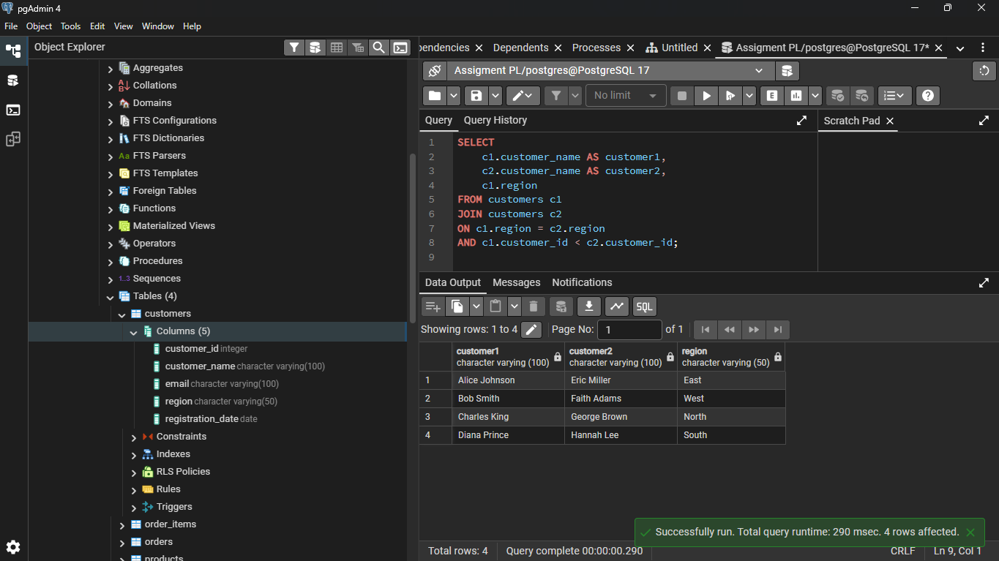 pgAdmin 4
File Object Tools Edit View Window Help
Object Explorer
Aggregates
Collations
Domains
FTS Configurations
FTS Dictionaries
Aa FTS Parsers
FTS Templates
Foreign Tables
Functions
Materialized Views
Operators
Procedures
1..3 Sequences
Tables (4)
customers
Columns (5)
customer_id integer
customer_name character varying(100)
email character varying(100)
region character varying(50)
registration_date date
Constraints
Indexes
RLS Policies
Rules
Triggers
order_items
orders
products
pendencies Dependents Processes Untitled Assigment PL/postgres@PostgreSQL 17*
Assigment PL/postgres@PostgreSQL 17
No limit
E
Query Query History
Scratch Pad
1 SELECT
2 c1.customer_name AS customer1,
3 c2.customer_name AS customer2,
4 c1.region
5 FROM customers c1
6 JOIN customers c2
7 ON c1.region = c2.region
8 AND c1.customer_id < c2.customer_id;
9
Data Output Messages Notifications
SQL
Showing rows: 1 to 4 Page No: 1 of 1
customer1 customer2 region
character varying (100) character varying (100) character varying (50)
1 Alice Johnson Eric Miller East
2 Bob Smith Faith Adams West
3 Charles King George Brown North
4 Diana Prince Hannah Lee South
Successfully run. Total query runtime: 290 msec. 4 rows affected.
Total rows: 4 Query complete 00:00:00.290 CRLF Ln 9, Col 1